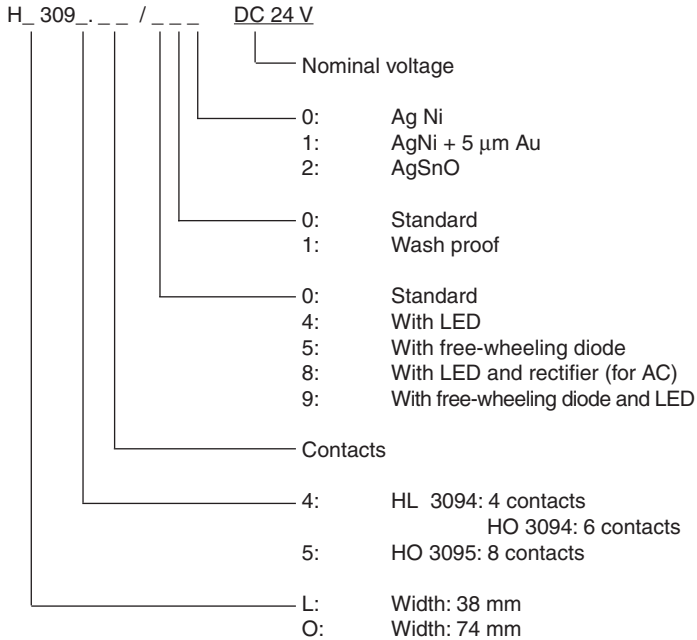 H_ 309_. _ _ / _ _ _ DC 24 V
Nominal voltage
0: Ag Ni
1: AgNi + 5 μm Au
2: AgSnO
0: Standard
1: Wash proof
0: Standard
4: With LED
5: With free-wheeling diode
8: With LED and rectifier (for AC)
9: With free-wheeling diode and LED
Contacts
4: HL 3094: 4 contacts
HO 3094: 6 contacts
5: HO 3095: 8 contacts
L: Width: 38 mm
O: Width: 74 mm